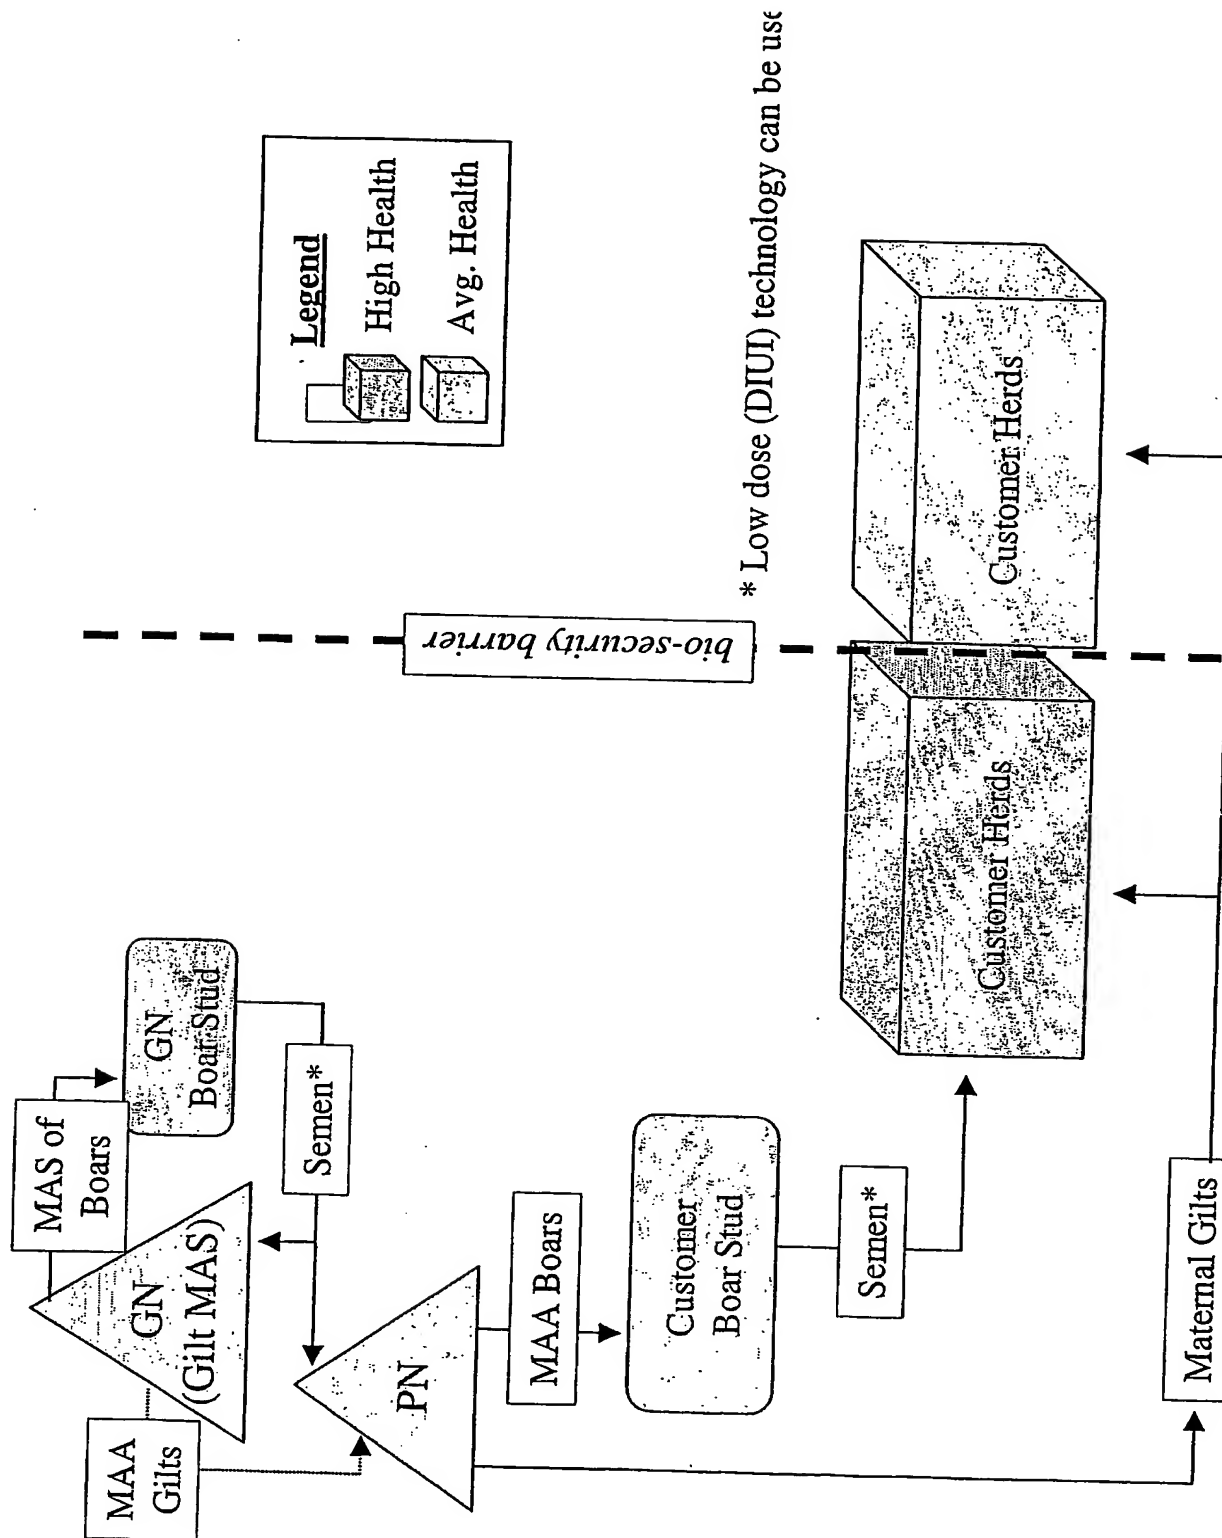 MAA
Gilts
GN
(Gilt MAS)
MAS of
Boars
GN
Boar Stud
Semen*
PN
MAA Boars
Customer
Boar Stud
Semen*
Maternal Gilts
Customer Herds
Customer Herds
bio-security barrier
* Low dose (DIUI) technology can be use
Legend
High Health
Avg. Health